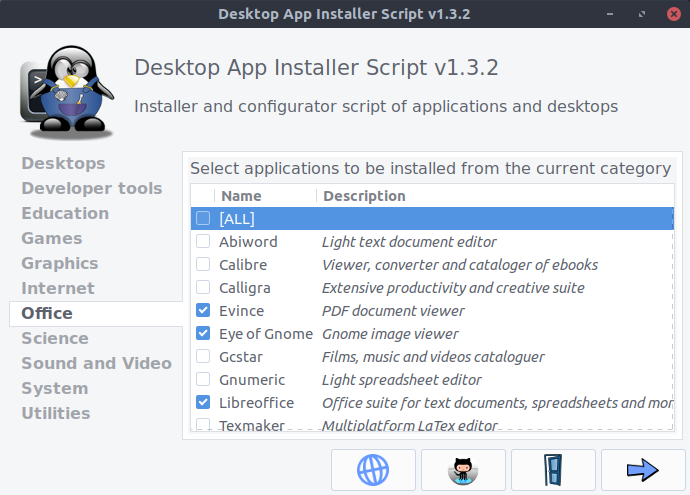 Desktop App Installer Script v1.3.2
Desktop App Installer Script v1.3.2
Installer and configurator script of applications and desktops
Desktops
Developer tools
Education
Games
Graphics
Internet
Office
Science
Sound and Video
System
Utilities
Select applications to be installed from the current category
Name Description
[ALL]
Abiword Light text document editor
Calibre Viewer, converter and cataloger of ebooks
Calligra Extensive productivity and creative suite
Evince PDF document viewer
Eye of Gnome Gnome image viewer
Gcstar Films, music and videos cataloguer
Gnumeric Light spreadsheet editor
Libreoffice Office suite for text documents, spreadsheets and mor
Texmaker Multiplatform LaTex editor